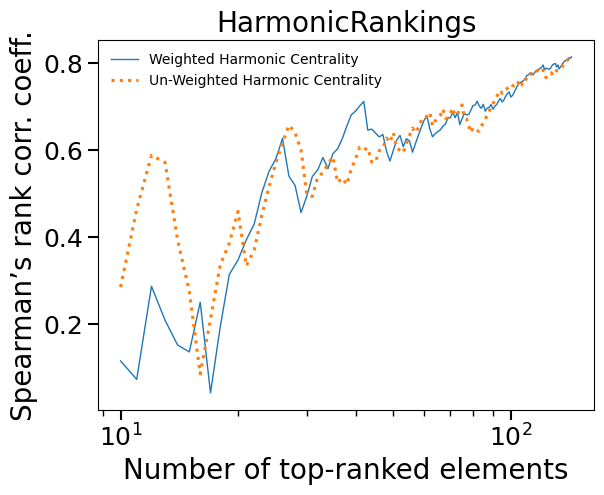 HarmonicRankings
Spearman’s rank corr. coeff.
0.8
0.6
0.4
0.2
Weighted Harmonic Centrality
Un-Weighted Harmonic Centrality
10¹
10²
Number of top-ranked elements